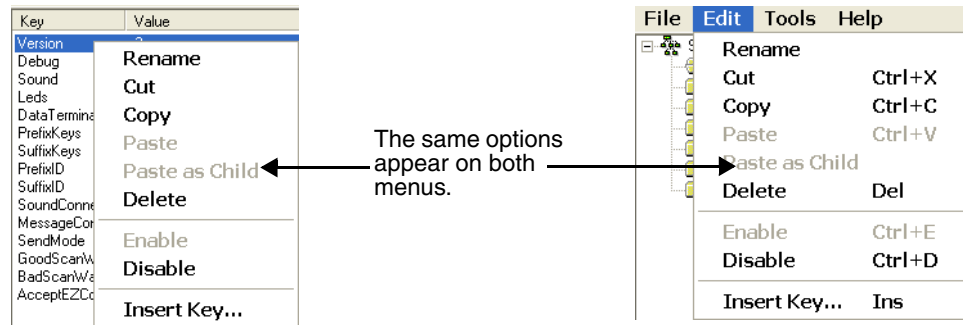 Key Value
Version
Debug
Sound
Leds
DataTermina
PrefixKeys
SuffixKeys
PrefixID
SuffixID
SoundConne
MessageCor
SendMode
GoodScanW
BadScanWa
AcceptEZCo
Rename
Cut
Copy
Paste
Paste as Child
Delete
Enable
Disable
Insert Key...
The same options
appear on both
menus.
File Edit Tools Help
Rename
Cut Ctrl+X
Copy Ctrl+C
Paste Ctrl+V
Paste as Child
Delete Del
Enable Ctrl+E
Disable Ctrl+D
Insert Key... Ins